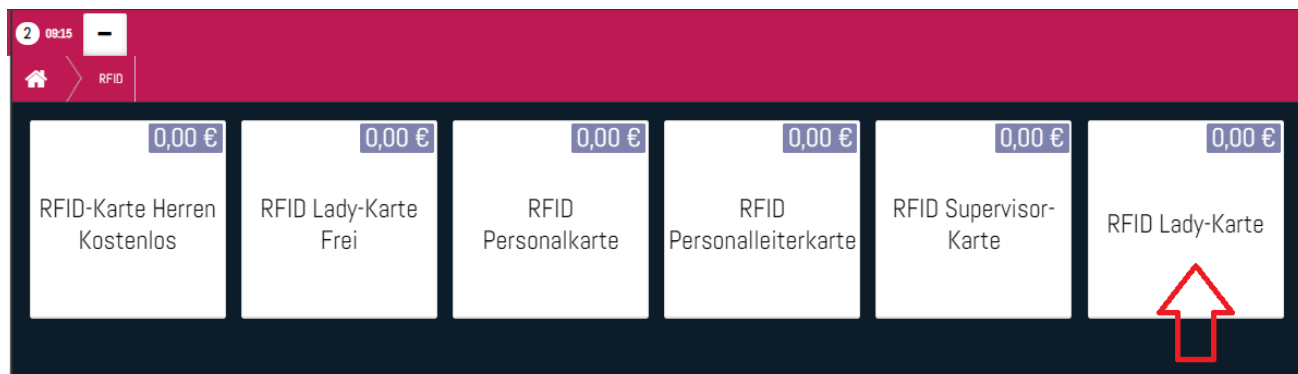 2 09:15 −
RFID
0,00 €
RFID-Karte Herren
Kostenlos
0,00 €
RFID Lady-Karte
Frei
0,00 €
RFID
Personalkarte
0,00 €
RFID
Personalleiterkarte
0,00 €
RFID Supervisor-
Karte
0,00 €
RFID Lady-Karte